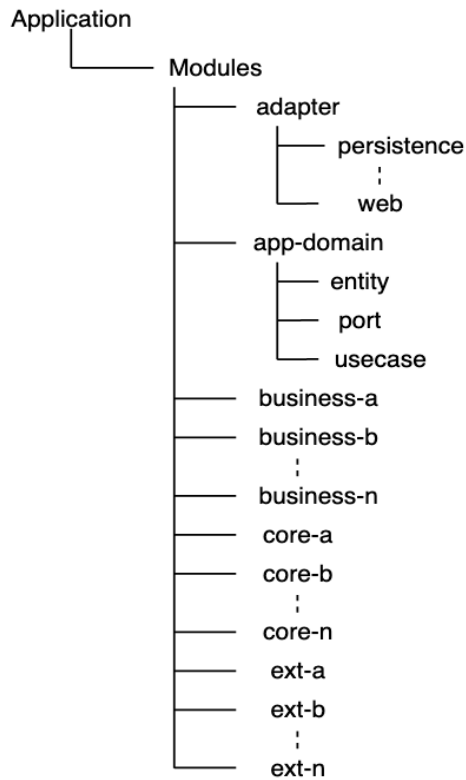 Application
Modules
adapter
persistence
web
app-domain
entity
port
usecase
business-a
business-b
business-n
core-a
core-b
core-n
ext-a
ext-b
ext-n